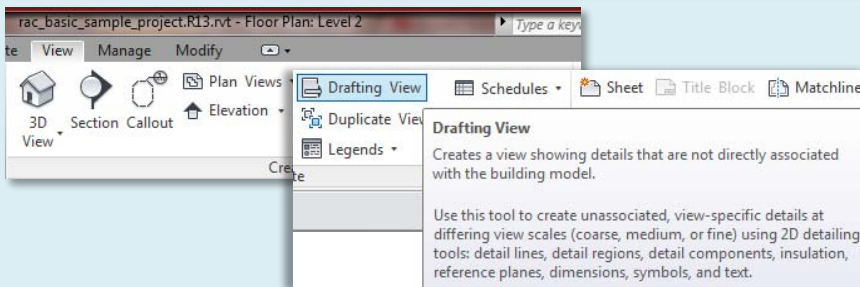 rac_basic_sample_project.R13.rvt - Floor Plan: Level 2
Type a
te View Manage Modify
3D View
Section
Callout
Plan Views
Elevation
Drafting View
Duplicate
Legends
Schedules
Sheet
Title Block
Matchline
te
Drafting View
Creates a view showing details that are not directly associated
with the building model.
Use this tool to create unassociated, view-specific details at
differing view scales (coarse, medium, or fine) using 2D detailing
tools: detail lines, detail regions, detail components, insulation,
reference planes, dimensions, symbols, and text.